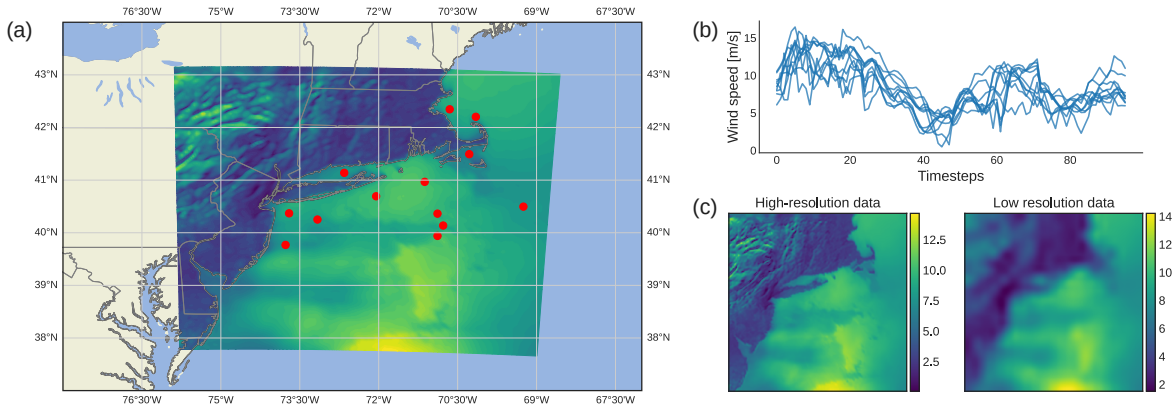 (a)
76°30'W 75°W 73°30'W 72°W 70°30'W 69°W 67°30'W
43°N 43°N
42°N 42°N
41°N 41°N
40°N 40°N
39°N 39°N
38°N 38°N
76°30'W 75°W 73°30'W 72°W 70°30'W 69°W 67°30'W
(b)
Wind speed [m/s]
15
10
5
0
0 20 40 60 80
Timesteps
(c)
High-resolution data
12.5
10.0
7.5
5.0
2.5
Low resolution data
14
12
10
8
6
4
2